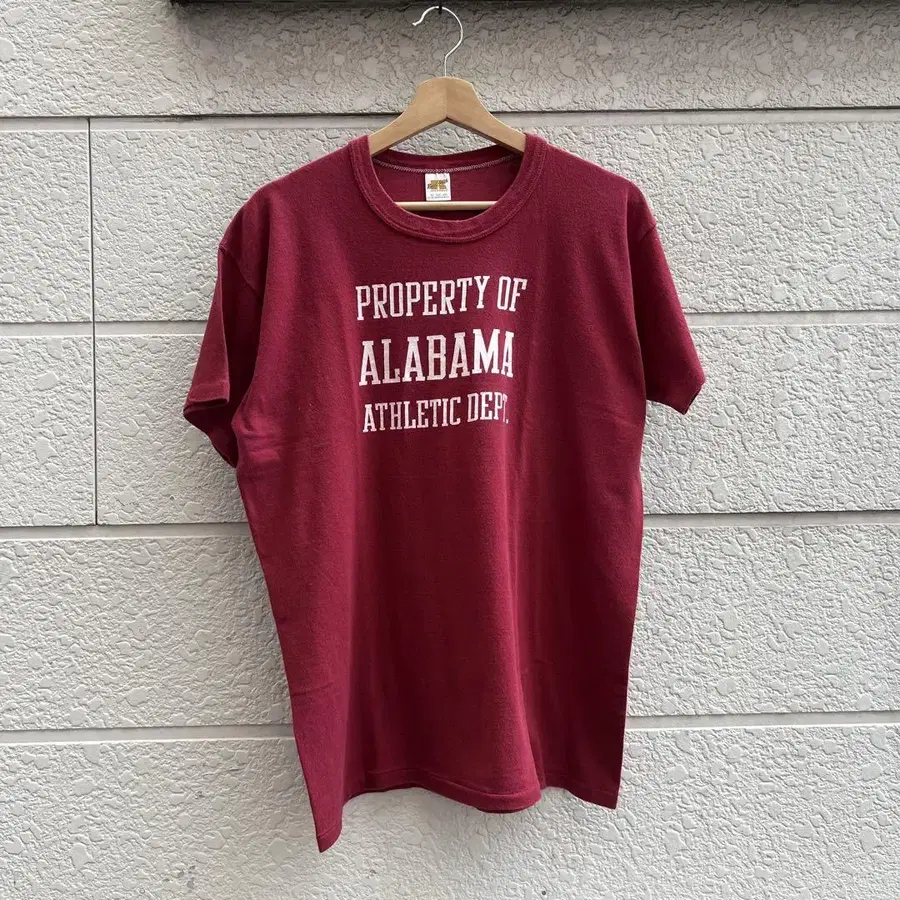 PROPERTY OF
ALABAMA
ATHLETIC DEPT.